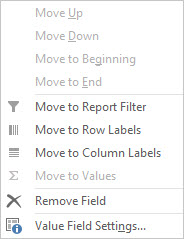 Move Up
Move Down
Move to Beginning
Move to End
Move to Report Filter
Move to Row Labels
Move to Column Labels
Move to Values
Remove Field
Value Field Settings...